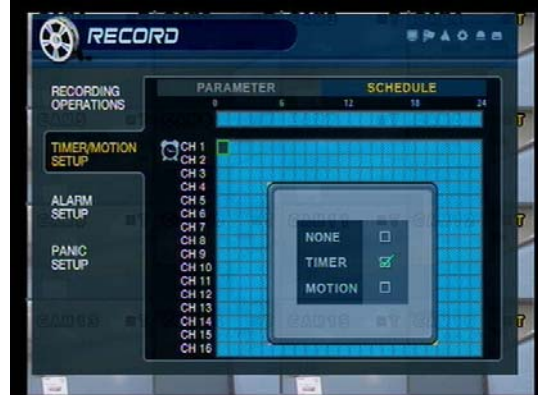 RECORD
RECORDING
OPERATIONS
TIMER/MOTION
SETUP
ALARM
SETUP
PANIC
SETUP
PARAMETER
SCHEDULE
0 6 12 18 24
CH 1
CH 2
CH 3
CH 4
CH 5
CH 6
CH 7
CH 8
CH 9
CH 10
CH 11
CH 12
CH 13
CH 14
CH 15
CH 16
NONE
TIMER
MOTION